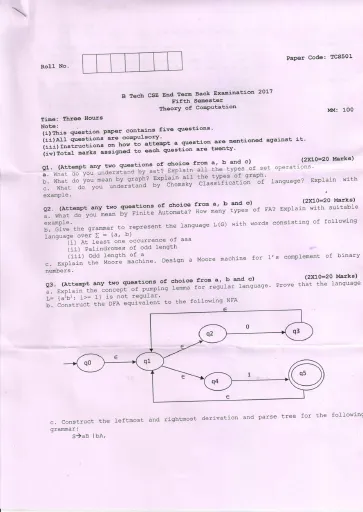 Roll No.
Paper Code: TCS501
B Tech CSE End Term Back Examination 2017
Fifth Semester
Theory of Computation
Time: Three Hours
MM: 100
Note:
(i)This question paper contains five questions.
(ii)All questions are compulsory.
(iii)Instructions on how to attempt a question are mentioned against it.
(iv)Total marks assigned to each question are twenty.
Q1. (Attempt any two questions of choice from a, b and c) (2X10=20 Marks)
a. What do you understand by set? Explain all the types of set operations.
b. What do you mean by graph? Explain all the types of graph.
c. What do you understand by Chomsky Classification of language? Explain with
example.
Q2. (Attempt any two questions of choice from a, b and c) (2X10=20 Marks)
a. What do you mean by Finite Automata? How many types of FA? Explain with suitable
example.
b. Give the grammar to represent the language L(G) with words consisting of following
language over Σ = {a, b}
(i) At least one occurrence of aaa
(ii) Palindromes of odd length
(iii) Odd length of a
c. Explain the Moore machine. Design a Moore machine for 1's complement of binary
numbers.
Q3. (Attempt any two questions of choice from a, b and c) (2X10=20 Marks)
a. Explain the concept of pumping lemma for regular language. Prove that the language
L= {aⁱbⁱ: i>= 1} is not regular.
b. Construct the DFA equivalent to the following NFA
ε
q2 0 q3
q0 ε q1 ε
ε q4 1 q5
ε
c. Construct the leftmost and rightmost derivation and parse tree for the following
grammar:
S→aB |bA,